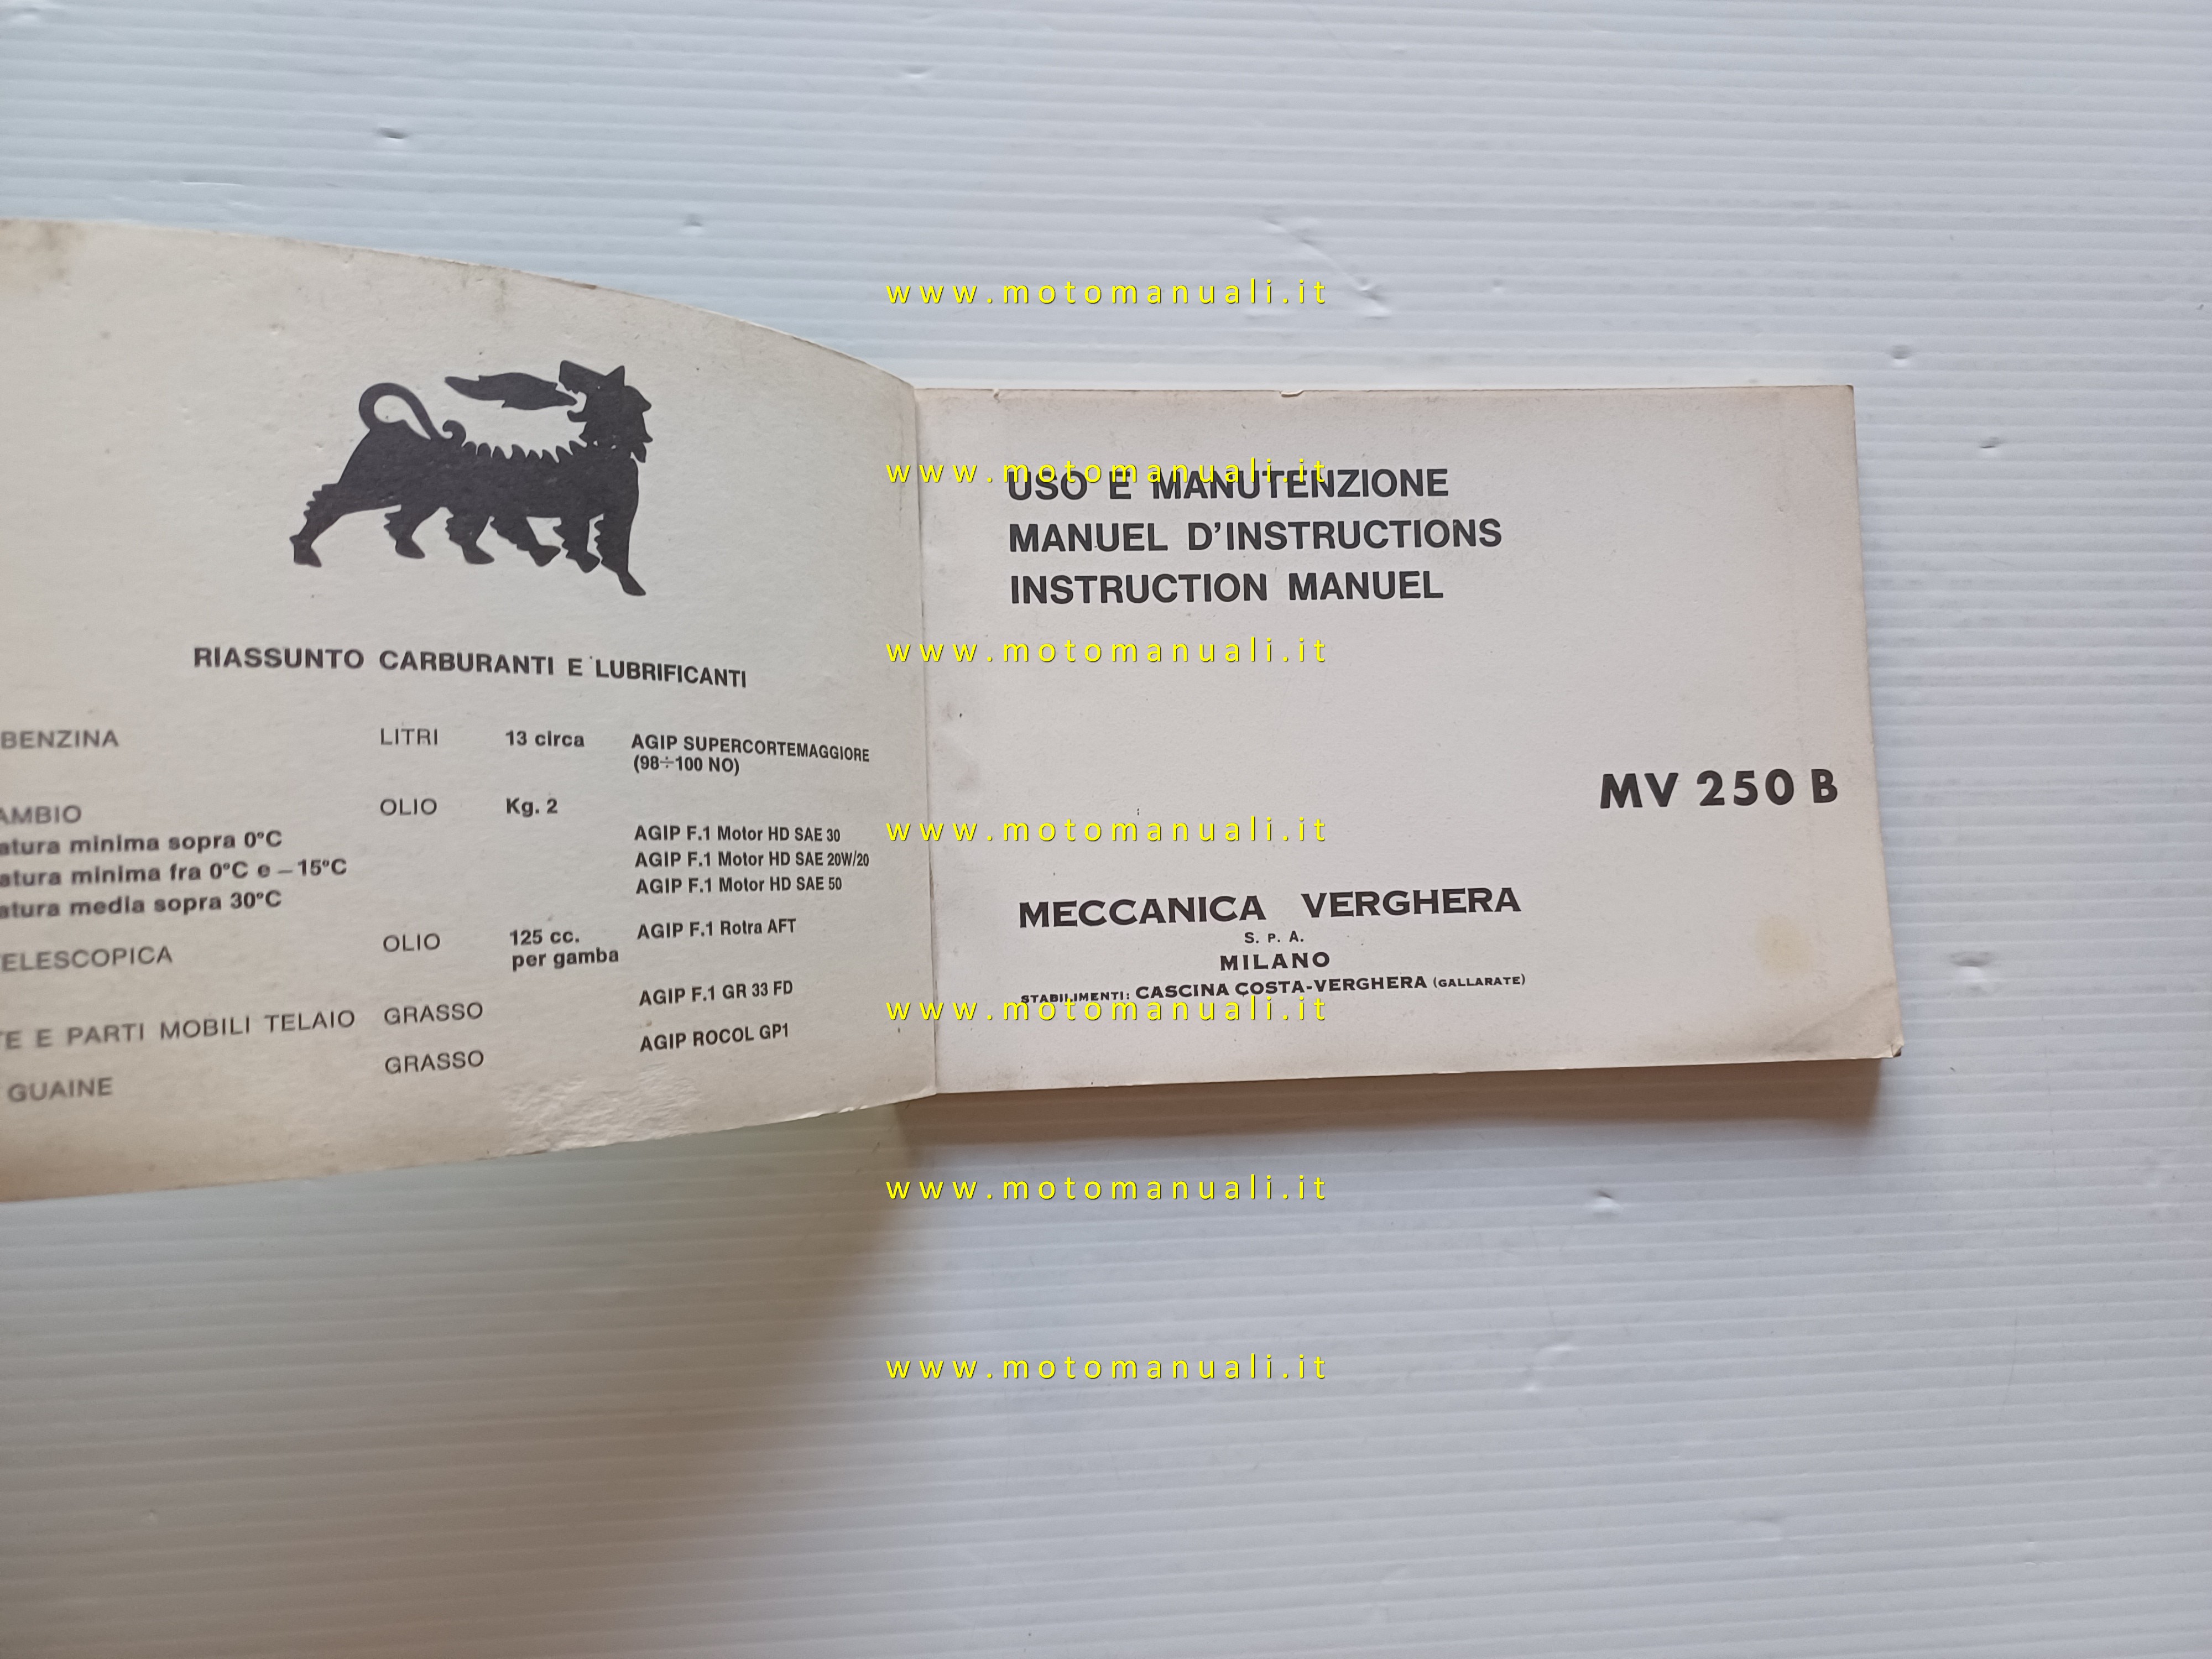 RIASSUNTO CARBURANTI E LUBRIFICANTI
BENZINA LITRI 13 circa AGIP SUPERCORTEMAGGIORE
(98÷100 NO)
AMBIO OLIO Kg. 2
atura minima sopra 0°C AGIP F.1 Motor HD SAE 30
atura minima fra 0°C e –15°C AGIP F.1 Motor HD SAE 20W/20
atura media sopra 30°C AGIP F.1 Motor HD SAE 50
ELESCOPICA OLIO 125 cc. AGIP F.1 Rotra AFT
per gamba
TE E PARTI MOBILI TELAIO GRASSO AGIP F.1 GR 33 FD
GUAINE GRASSO AGIP ROCOL GP1
USO E MANUTENZIONE
MANUEL D'INSTRUCTIONS
INSTRUCTION MANUEL
MV 250 B
MECCANICA VERGHERA
S. P. A.
MILANO
STABILIMENTI: CASCINA COSTA-VERGHERA (GALLARATE)
www.motomanuali.it
www.motomanuali.it
www.motomanuali.it
www.motomanuali.it
www.motomanuali.it
www.motomanuali.it
www.motomanuali.it